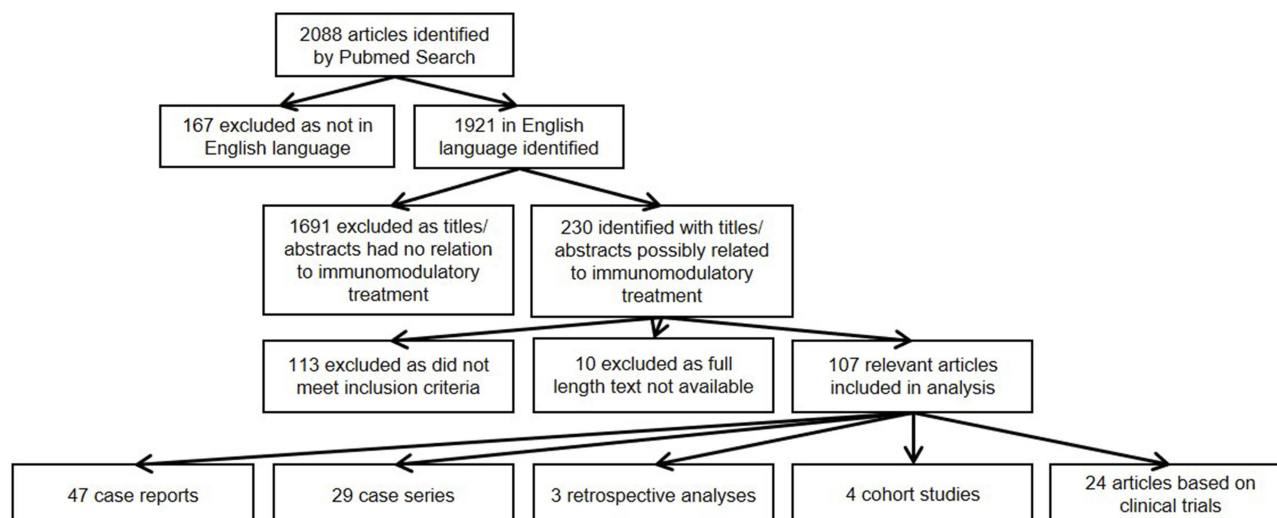 2088 articles identified
by Pubmed Search
167 excluded as not in
English language
1921 in English
language identified
1691 excluded as titles/
abstracts had no relation
to immunomodulatory
treatment
230 identified with titles/
abstracts possibly related
to immunomodulatory
treatment
113 excluded as did not
meet inclusion criteria
10 excluded as full
length text not available
107 relevant articles
included in analysis
47 case reports
29 case series
3 retrospective analyses
4 cohort studies
24 articles based on
clinical trials